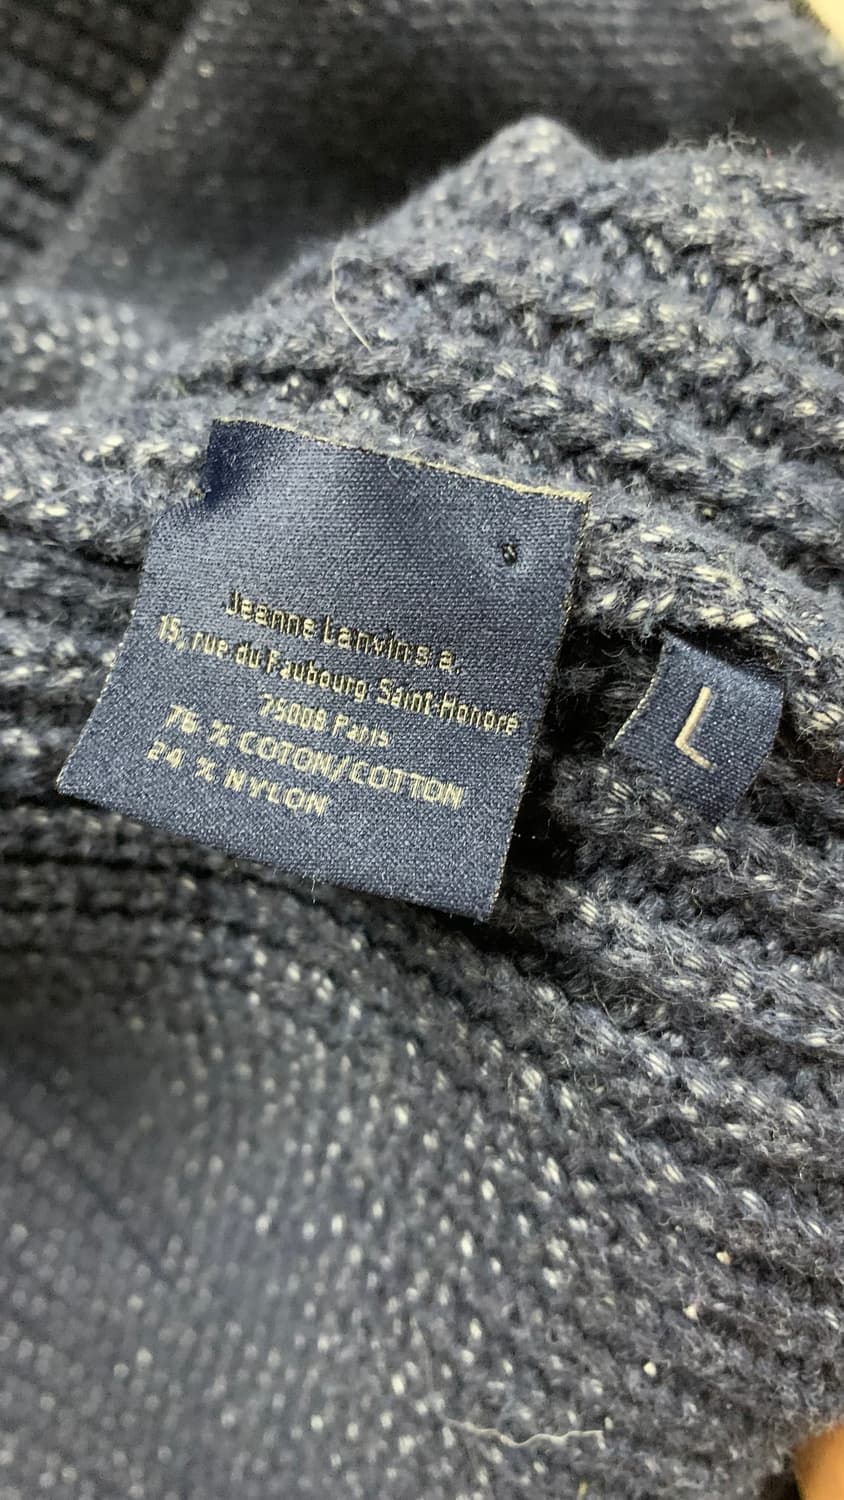 Jeanne Lanvin s.a.
15, rue du Faubourg Saint-Honoré
75008 Paris
76 % COTON/COTTON
24 % NYLON
L